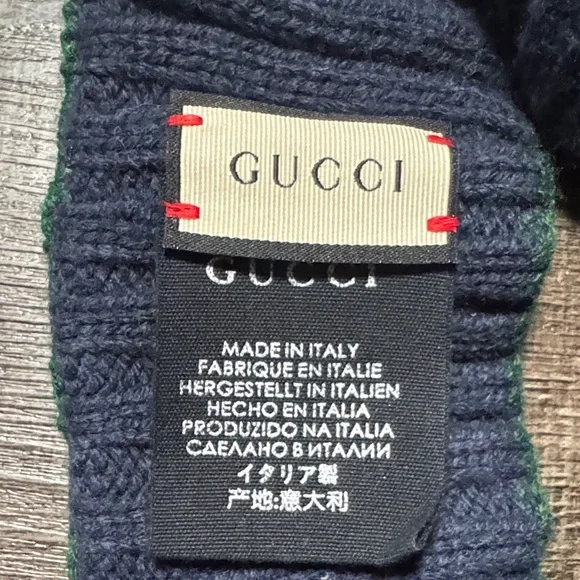 GUCCI
GUCCI
MADE IN ITALY
FABRIQUE EN ITALIE
HERGESTELLT IN ITALIEN
HECHO EN ITALIA
PRODUZIDO NA ITALIA
СДЕЛАНО В ИТАЛИИ
イタリア製
产地:意大利